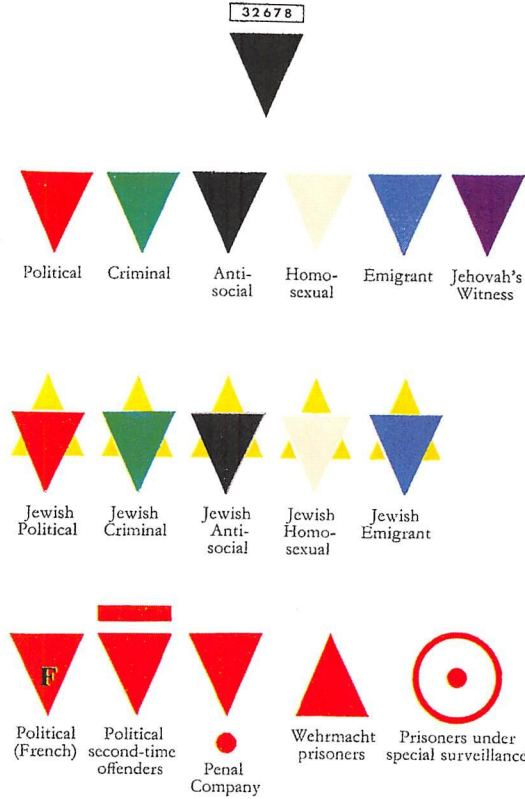 32678
Political
Criminal
Anti-
social
Homo-
sexual
Emigrant
Jehovah's
Witness
Jewish
Political
Jewish
Criminal
Jewish
Anti-
social
Jewish
Homo-
sexual
Jewish
Emigrant
F
Political
(French)
Political
second-time
offenders
Penal
Company
Wehrmacht
prisoners
Prisoners under
special surveillance